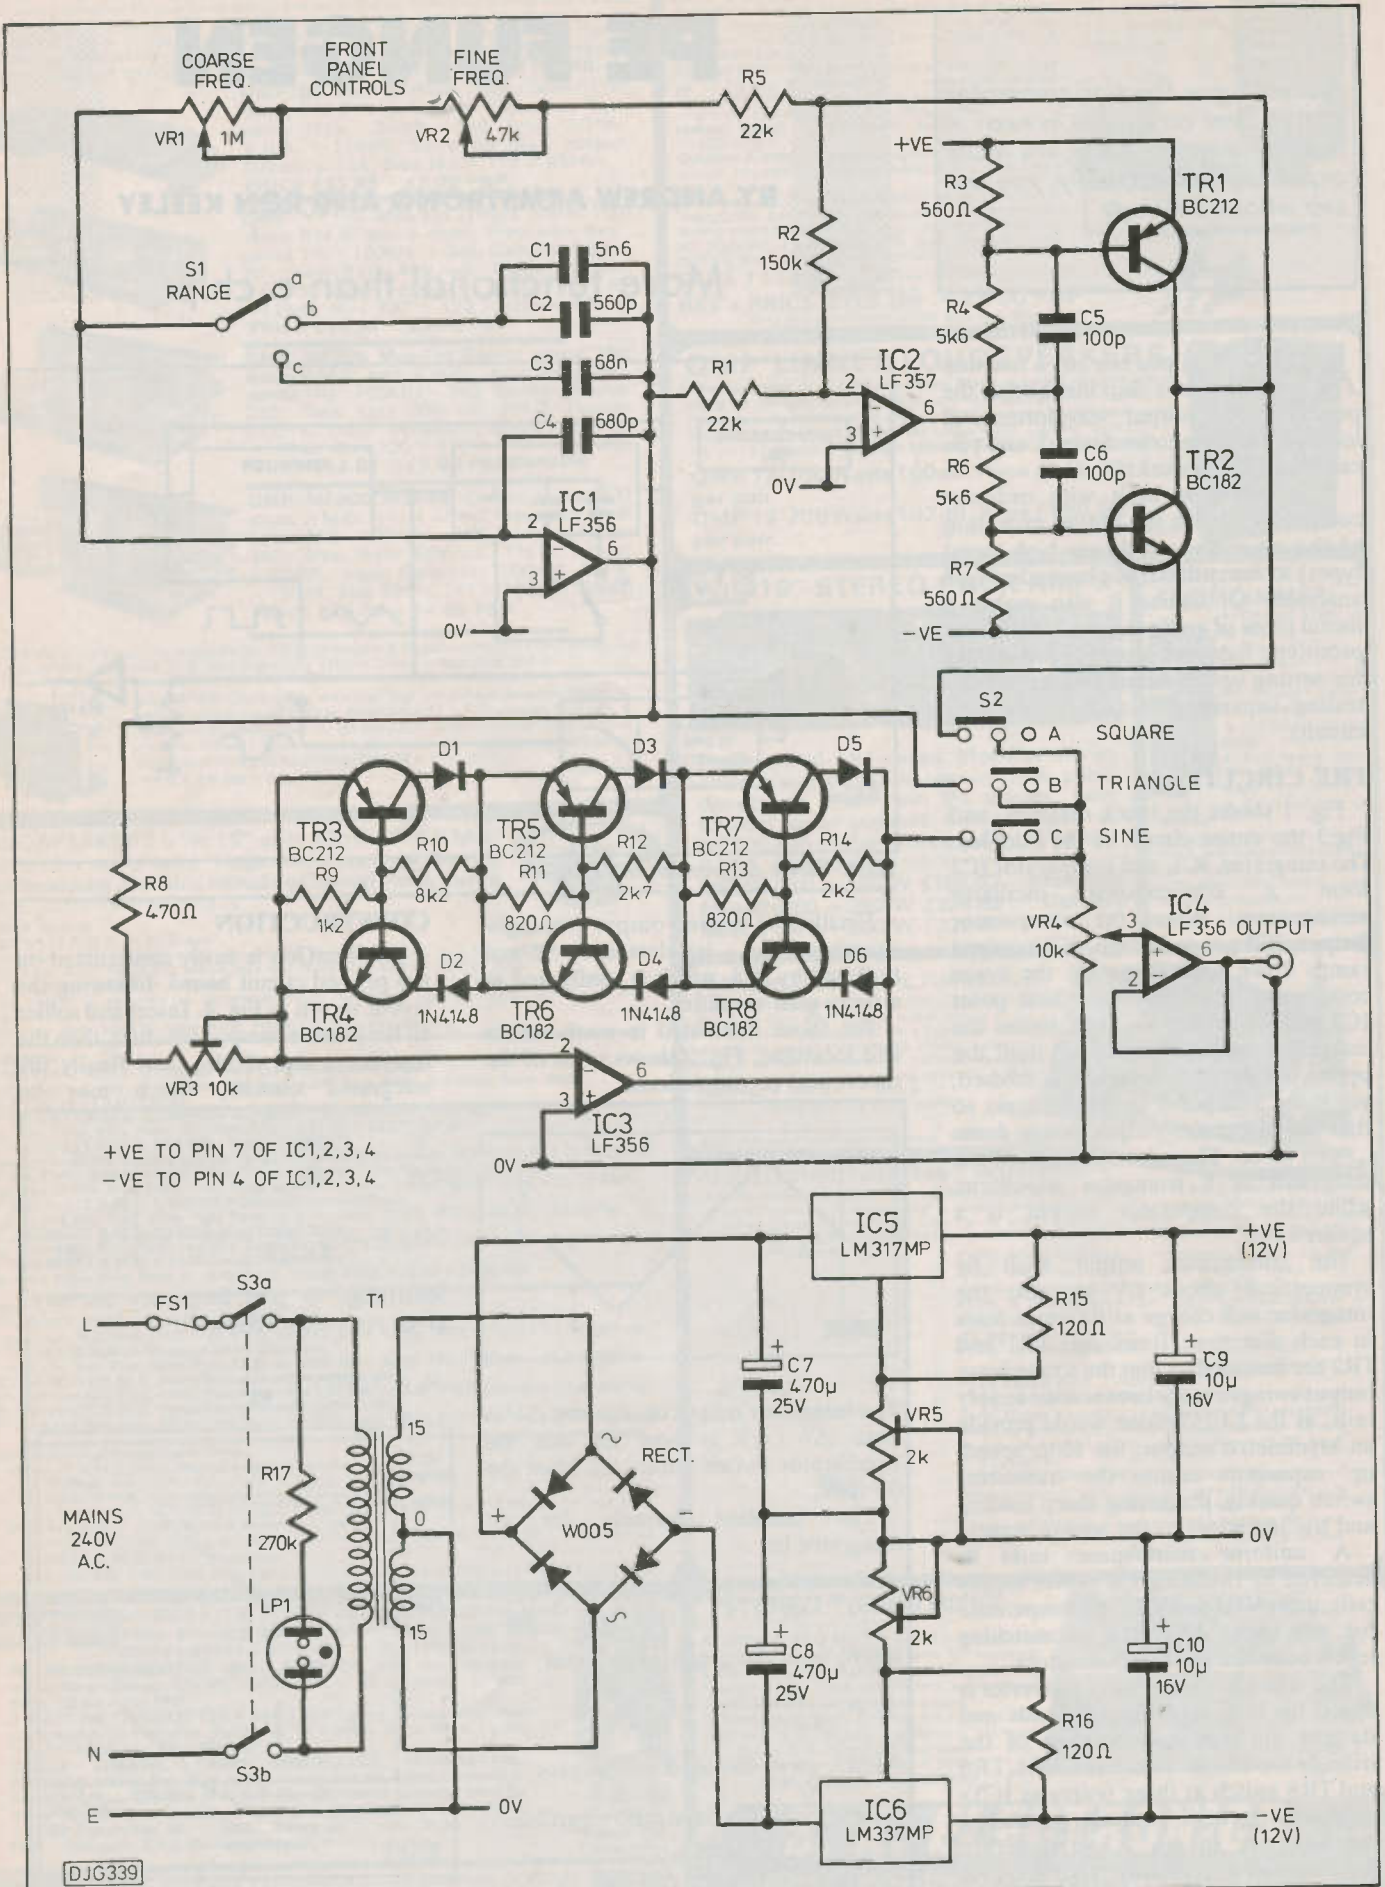 COARSE
FREQ.
VR1
1M
FRONT
PANEL
CONTROLS
FINE
FREQ.
VR2
47k
R5
22k
+VE
R3
560Ω
TR1
BC212
R2
150k
C1
5n6
S1
RANGE
a
b
c
C2
560p
R4
5k6
C5
100p
C3
68n
R1
22k
IC2
LF357
2
3
6
0V
C4
680p
R6
5k6
C6
100p
TR2
BC182
IC1
LF356
2
3
6
0V
R7
560Ω
-VE
S2
A SQUARE
B TRIANGLE
C SINE
D1
D3
D5
TR3
BC212
R10
8k2
TR5
BC212
R12
2k7
TR7
BC212
R14
2k2
R8
470Ω
R9
1k2
R11
820Ω
R13
820Ω
D2
1N4148
D4
1N4148
D6
1N4148
TR4
BC182
TR6
BC182
TR8
BC182
VR4
10k
IC4
LF356
OUTPUT
3
2
6
VR3 10k
2
3
6
IC3
LF356
0V
+VE TO PIN 7 OF IC1,2,3,4
-VE TO PIN 4 OF IC1,2,3,4
IC5
LM317MP
+VE
(12V)
L
FS1
S3a
T1
R15
120Ω
C7
470µ
25V
+
C9
10µ
16V
+
15
0
15
RECT.
W005
+
-
VR5
2k
R17
270k
MAINS
240V
A.C.
0V
LP1
VR6
2k
C8
470µ
25V
+
C10
10µ
16V
+
R16
120Ω
N
S3b
E
0V
IC6
LM337MP
-VE
(12V)
DJG339